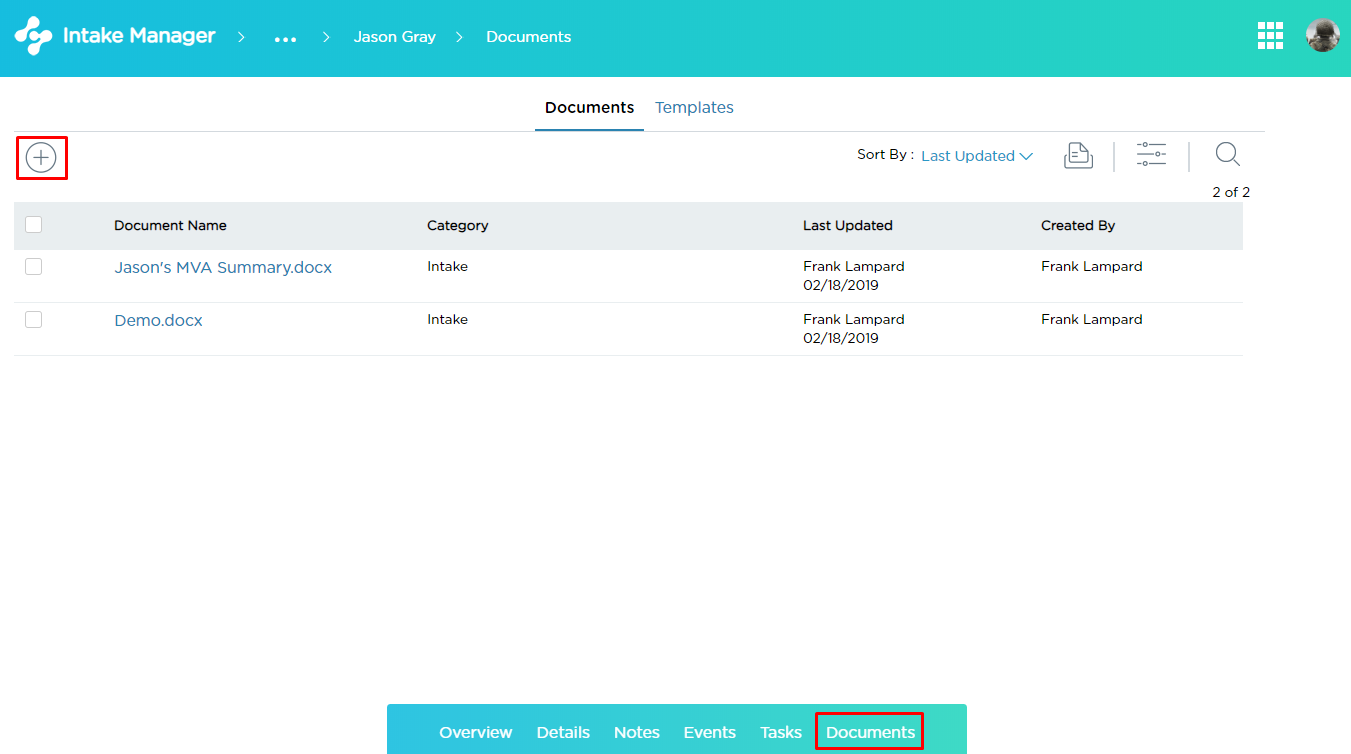 Intake Manager > ... > Jason Gray > Documents
Documents Templates
Sort By : Last Updated
2 of 2
Document Name Category Last Updated Created By
Jason's MVA Summary.docx Intake Frank Lampard Frank Lampard
02/18/2019
Demo.docx Intake Frank Lampard Frank Lampard
02/18/2019
Overview Details Notes Events Tasks Documents